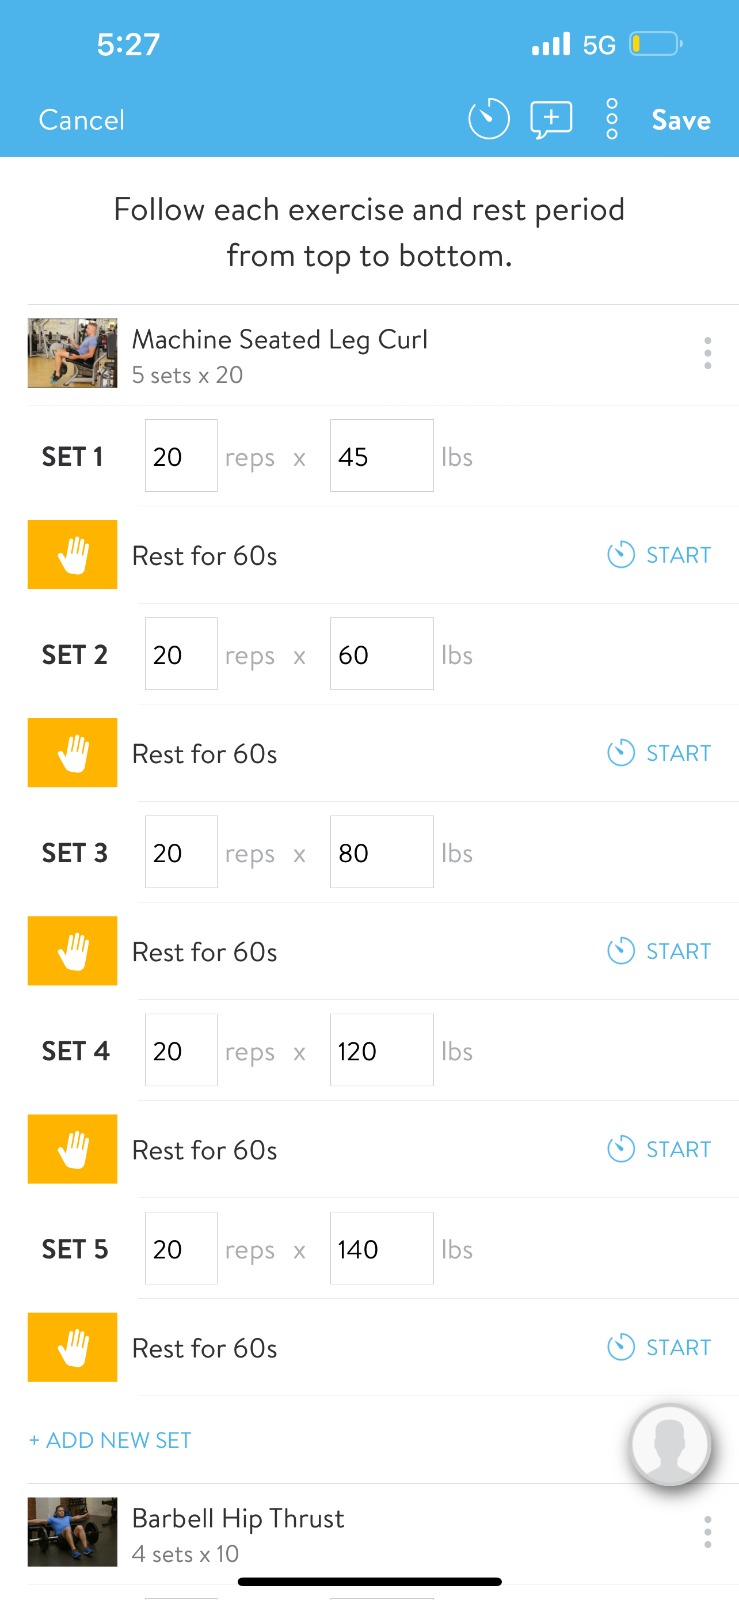 5:27
5G
Cancel
Save
Follow each exercise and rest period
from top to bottom.
Machine Seated Leg Curl
5 sets x 20
SET 1 20 reps x 45 lbs
Rest for 60s START
SET 2 20 reps x 60 lbs
Rest for 60s START
SET 3 20 reps x 80 lbs
Rest for 60s START
SET 4 20 reps x 120 lbs
Rest for 60s START
SET 5 20 reps x 140 lbs
Rest for 60s START
+ ADD NEW SET
Barbell Hip Thrust
4 sets x 10